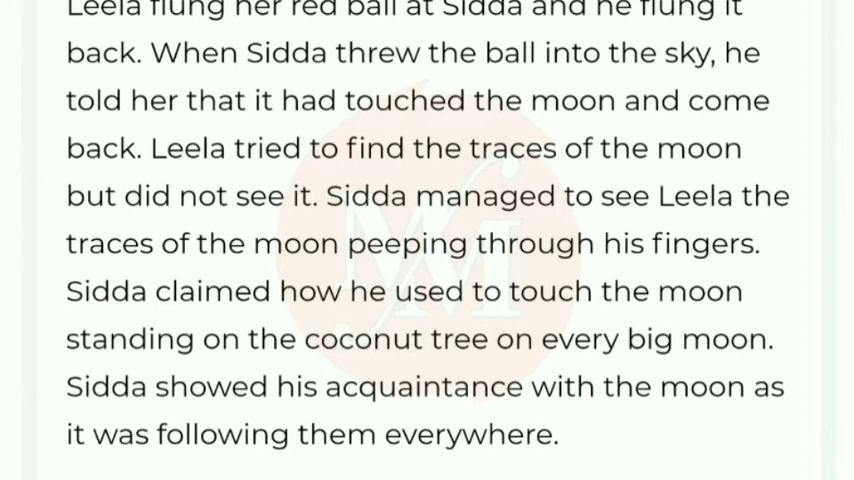 Leela flung her red ball at Sidda and he flung it
back. When Sidda threw the ball into the sky, he
told her that it had touched the moon and come
back. Leela tried to find the traces of the moon
but did not see it. Sidda managed to see Leela the
traces of the moon peeping through his fingers.
Sidda claimed how he used to touch the moon
standing on the coconut tree on every big moon.
Sidda showed his acquaintance with the moon as
it was following them everywhere.